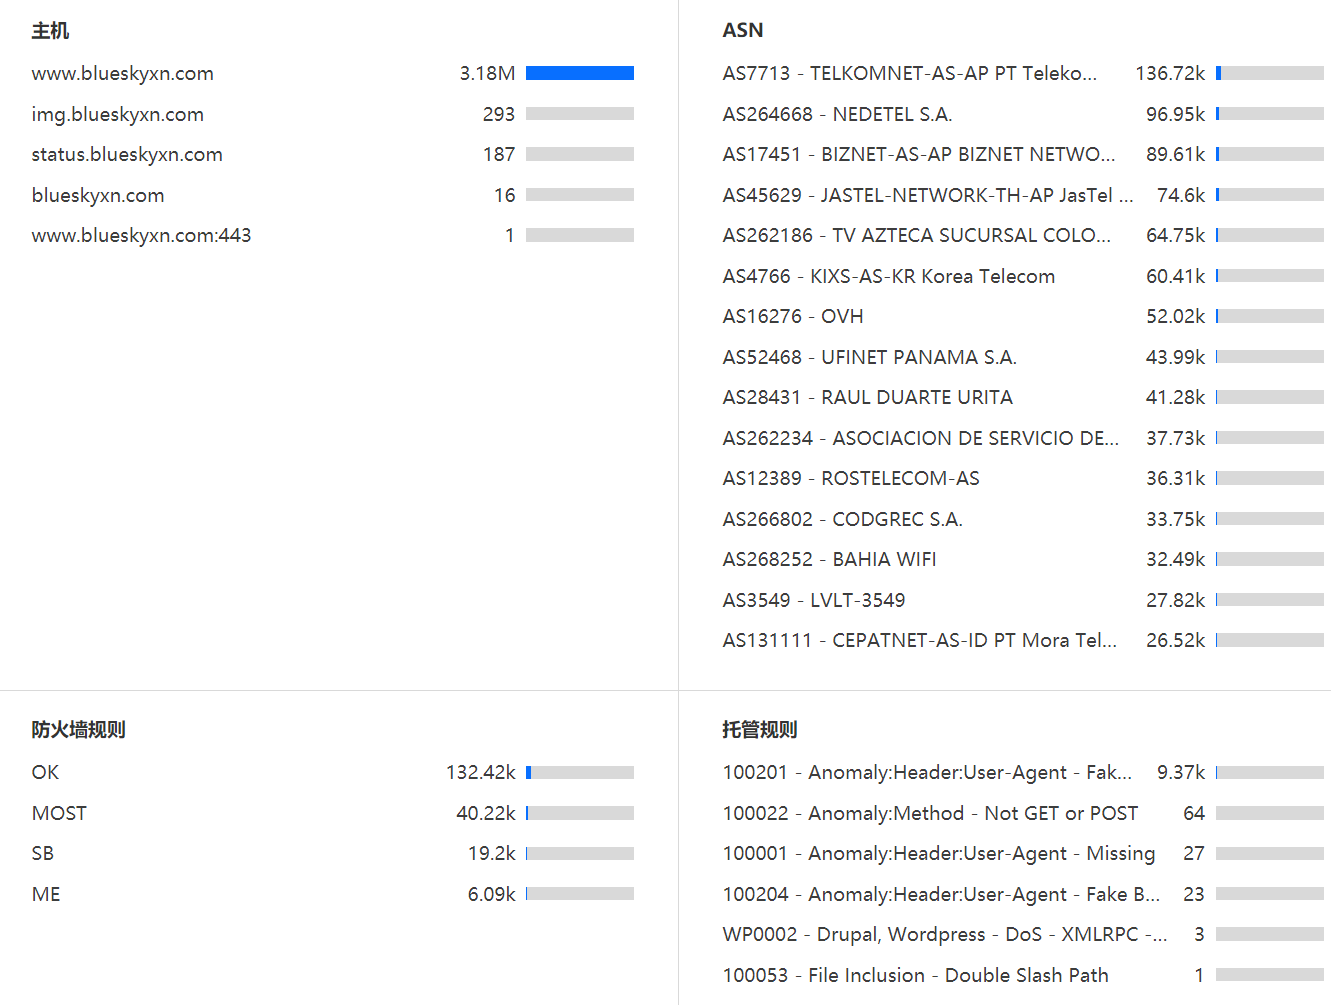 主机
www.blueskyxn.com 3.18M
img.blueskyxn.com 293
status.blueskyxn.com 187
blueskyxn.com 16
www.blueskyxn.com:443 1
ASN
AS7713 - TELKOMNET-AS-AP PT Teleko... 136.72k
AS264668 - NEDETEL S.A. 96.95k
AS17451 - BIZNET-AS-AP BIZNET NETWO... 89.61k
AS45629 - JASTEL-NETWORK-TH-AP JasTel ... 74.6k
AS262186 - TV AZTECA SUCURSAL COLO... 64.75k
AS4766 - KIXS-AS-KR Korea Telecom 60.41k
AS16276 - OVH 52.02k
AS52468 - UFINET PANAMA S.A. 43.99k
AS28431 - RAUL DUARTE URITA 41.28k
AS262234 - ASOCIACION DE SERVICIO DE... 37.73k
AS12389 - ROSTELECOM-AS 36.31k
AS266802 - CODGREC S.A. 33.75k
AS268252 - BAHIA WIFI 32.49k
AS3549 - LVLT-3549 27.82k
AS131111 - CEPATNET-AS-ID PT Mora Tel... 26.52k
防火墙规则
OK 132.42k
MOST 40.22k
SB 19.2k
ME 6.09k
托管规则
100201 - Anomaly:Header:User-Agent - Fak... 9.37k
100022 - Anomaly:Method - Not GET or POST 64
100001 - Anomaly:Header:User-Agent - Missing 27
100204 - Anomaly:Header:User-Agent - Fake B... 23
WP0002 - Drupal, Wordpress - DoS - XMLRPC -... 3
100053 - File Inclusion - Double Slash Path 1